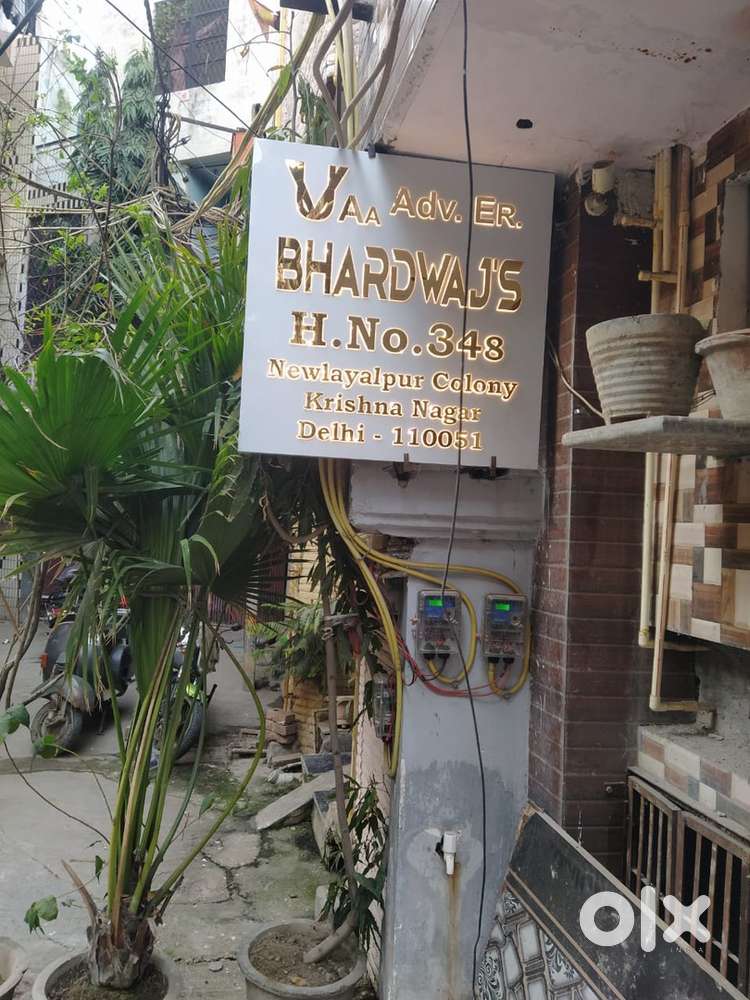 VAA Adv. Er.
BHARDWAJ'S
H.No.348
Newlayalpur Colony
Krishna Nagar
Delhi - 110051
olx